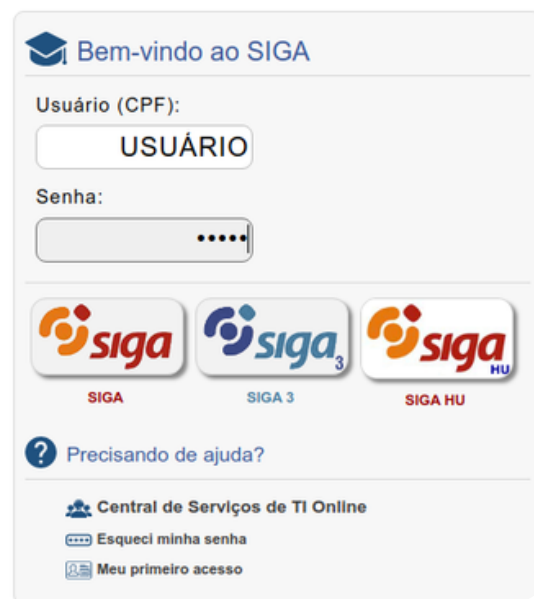 Bem-vindo ao SIGA
Usuário (CPF):
USUÁRIO
Senha:
•••••
siga siga 3 siga HU
SIGA SIGA 3 SIGA HU
? Precisando de ajuda?
Central de Serviços de TI Online
Esqueci minha senha
Meu primeiro acesso